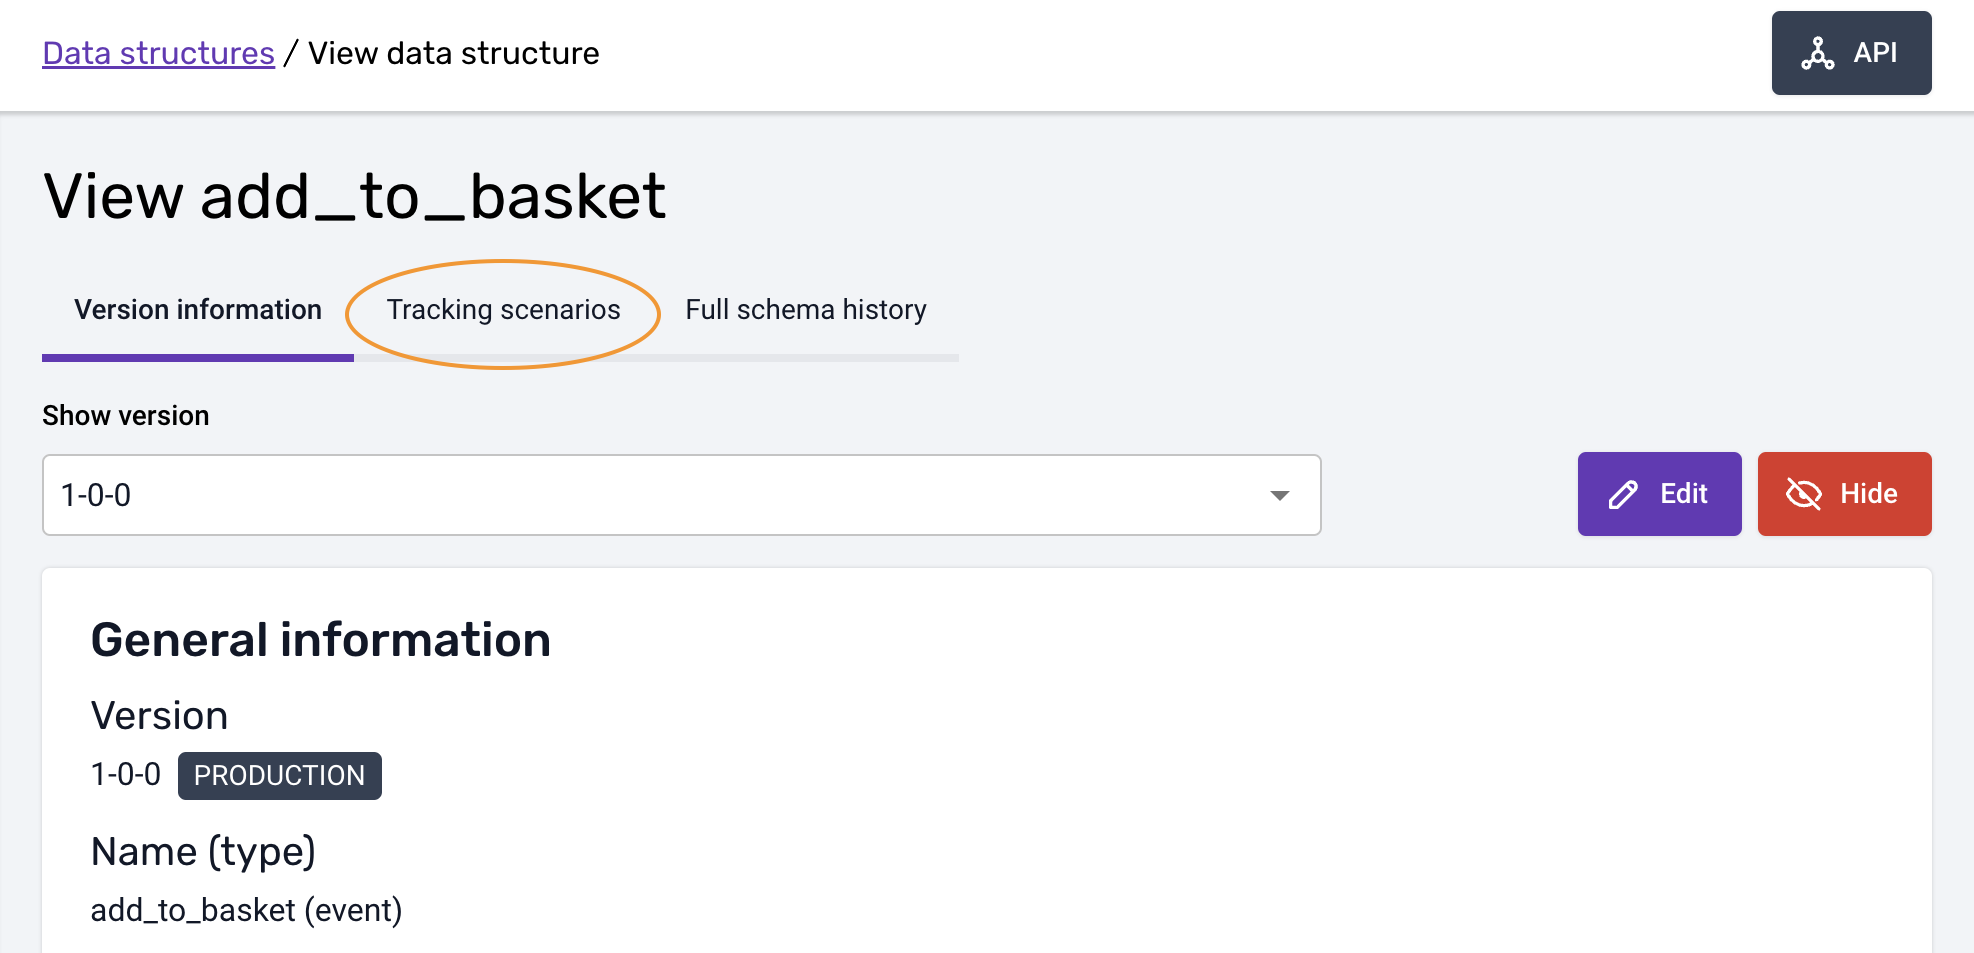 Data structures / View data structure
API
View add_to_basket
Version information
Tracking scenarios
Full schema history
Show version
1-0-0
Edit
Hide
General information
Version
1-0-0 PRODUCTION
Name (type)
add_to_basket (event)